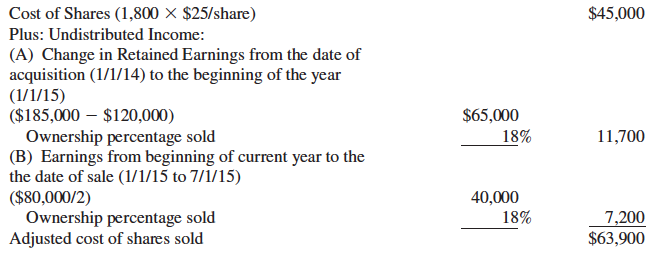 Cost of Shares (1,800 × $25/share) $45,000
Plus: Undistributed Income:
(A) Change in Retained Earnings from the date of
acquisition (1/1/14) to the beginning of the year
(1/1/15)
($185,000 − $120,000) $65,000
Ownership percentage sold 18% 11,700
(B) Earnings from beginning of current year to the
the date of sale (1/1/15 to 7/1/15)
($80,000/2) 40,000
Ownership percentage sold 18% 7,200
Adjusted cost of shares sold $63,900